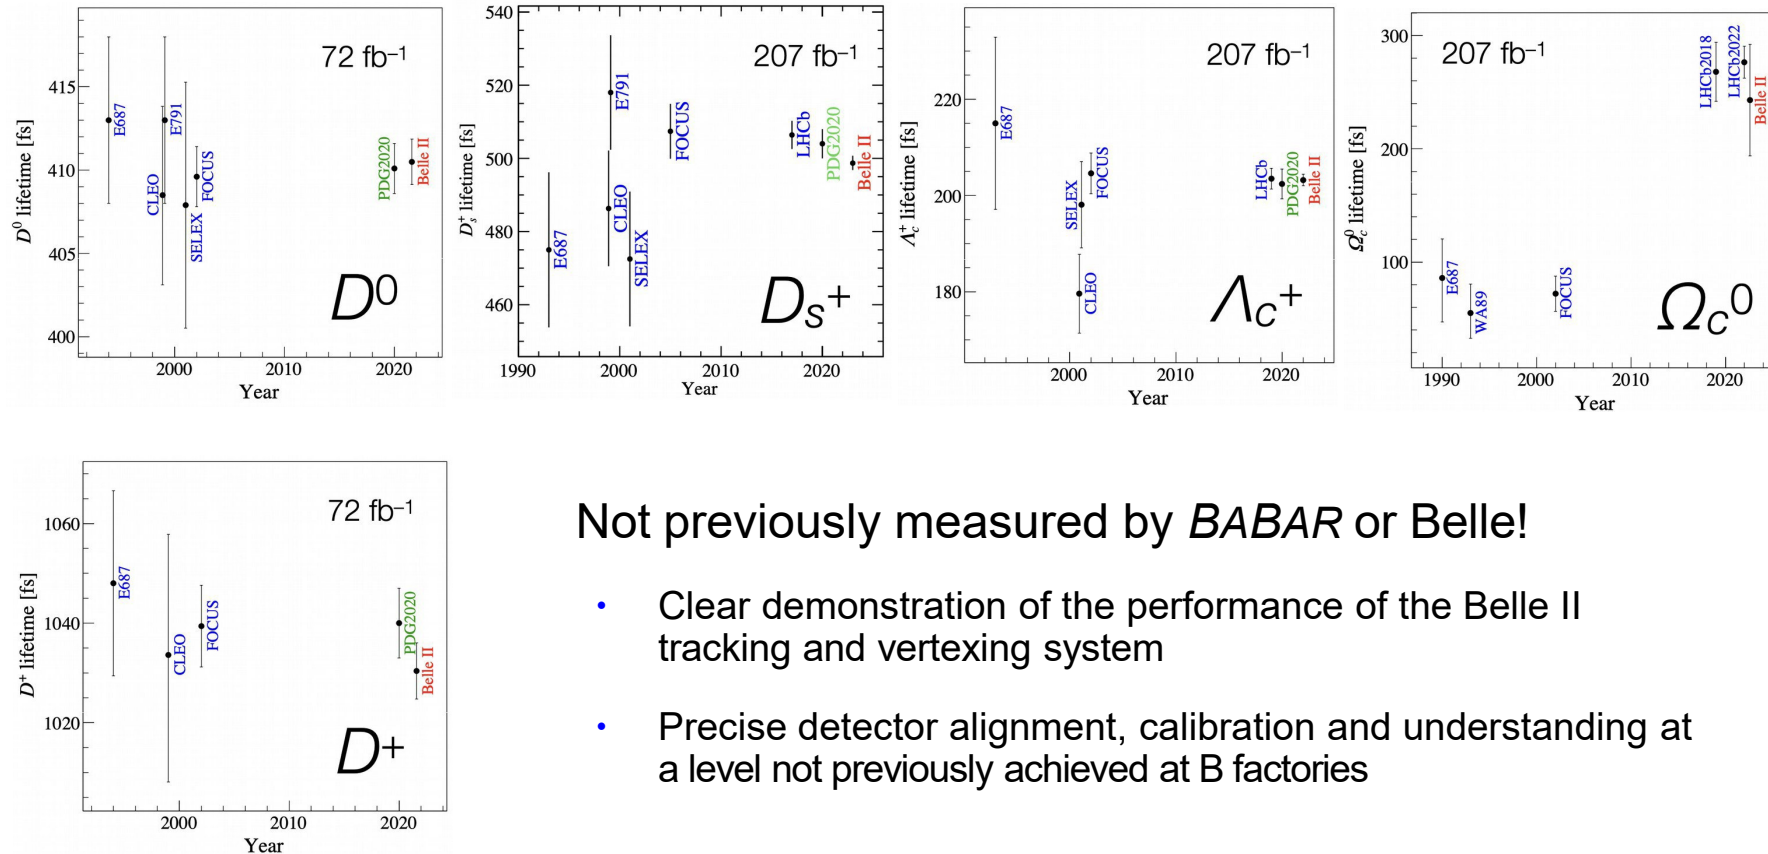 72 fb⁻¹
415
410
405
400
D⁰ lifetime [fs]
E687
CLEO
E791
SELEX
FOCUS
PDG2020
Belle II
D⁰
2000
2010
2020
Year
207 fb⁻¹
540
520
500
480
460
Dₛ⁺ lifetime [fs]
E687
CLEO
E791
SELEX
FOCUS
LHCb
PDG2020
Belle II
Dₛ⁺
1990
2000
2010
2020
Year
207 fb⁻¹
220
200
180
Λc⁺ lifetime [fs]
E687
SELEX
CLEO
FOCUS
LHCb
PDG2020
Belle II
Λc⁺
2000
2010
2020
Year
207 fb⁻¹
300
200
100
Ωc⁰ lifetime [fs]
E687
WA89
FOCUS
LHCb2018
LHCb2022
Belle II
Ωc⁰
1990
2000
2010
2020
Year
72 fb⁻¹
1060
1040
1020
D⁺ lifetime [fs]
E687
CLEO
FOCUS
PDG2020
Belle II
D⁺
2000
2010
2020
Year
Not previously measured by BABAR or Belle!
• Clear demonstration of the performance of the Belle II
tracking and vertexing system
• Precise detector alignment, calibration and understanding at
a level not previously achieved at B factories